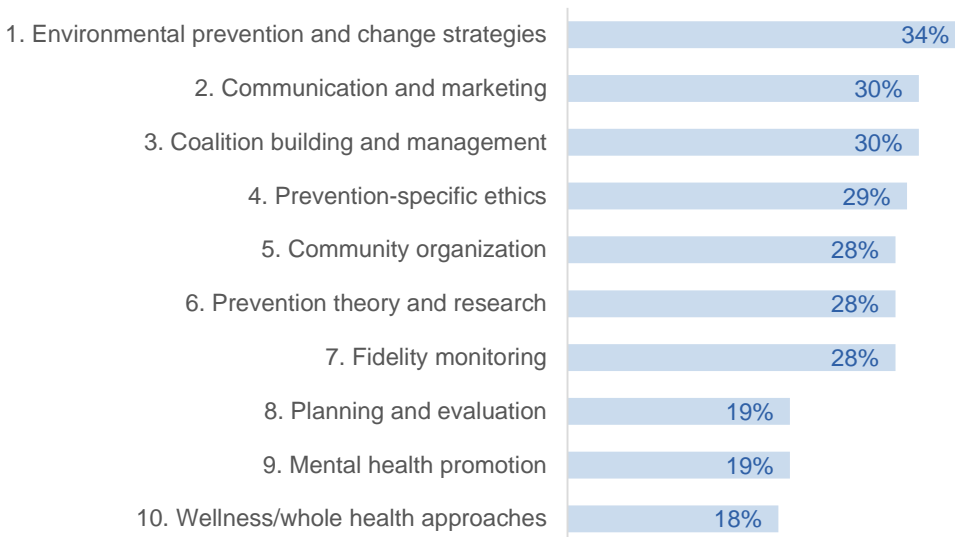 1. Environmental prevention and change strategies 34%
2. Communication and marketing 30%
3. Coalition building and management 30%
4. Prevention-specific ethics 29%
5. Community organization 28%
6. Prevention theory and research 28%
7. Fidelity monitoring 28%
8. Planning and evaluation 19%
9. Mental health promotion 19%
10. Wellness/whole health approaches 18%